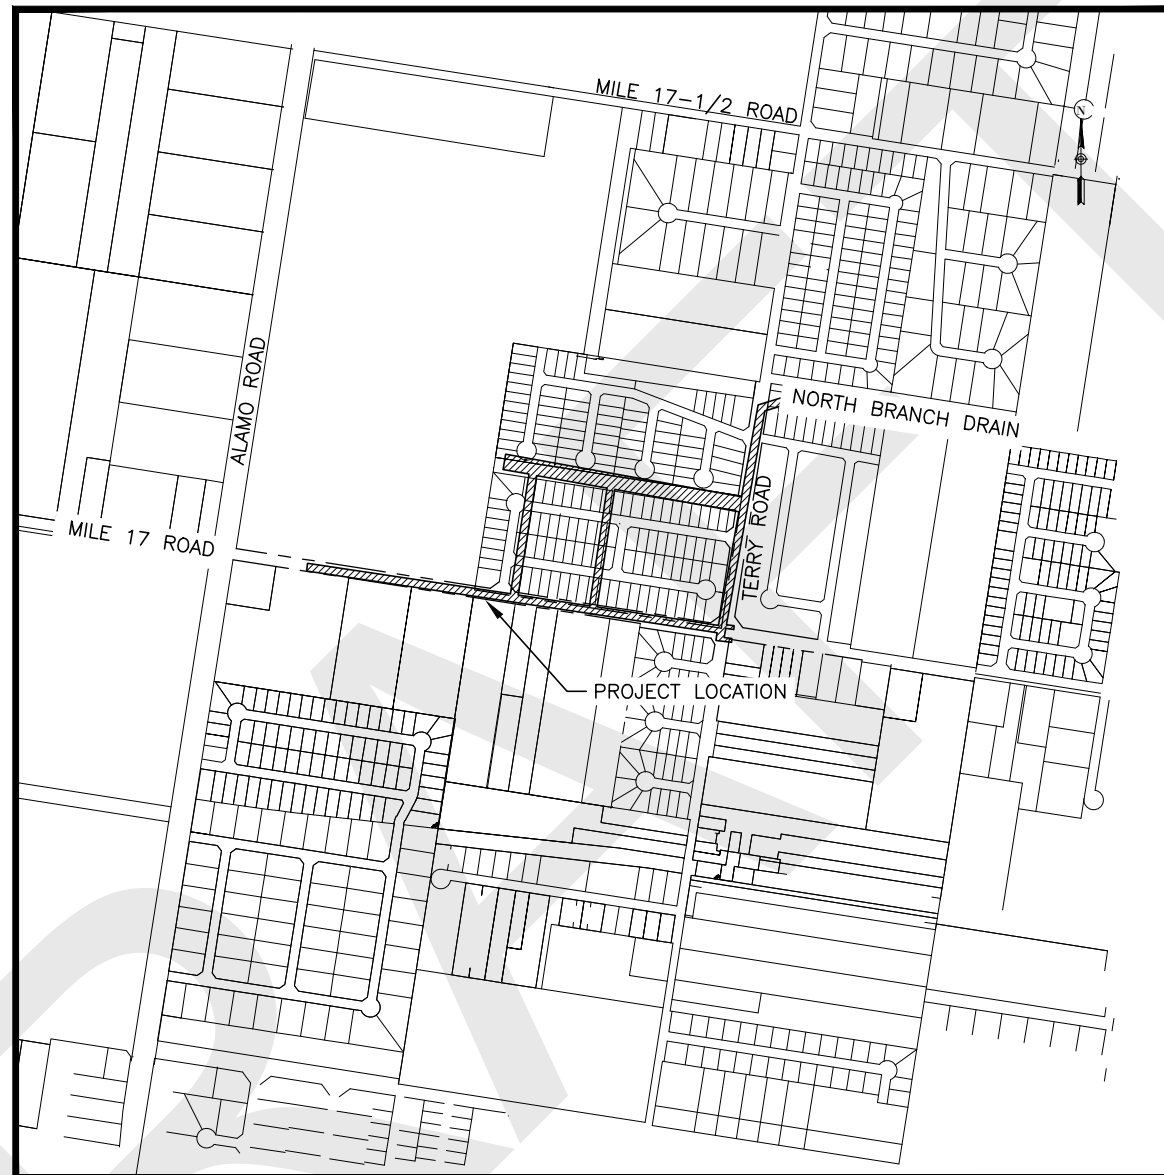 MILE 17-1/2 ROAD
N
ALAMO ROAD
NORTH BRANCH DRAIN
MILE 17 ROAD
TERRY ROAD
PROJECT LOCATION